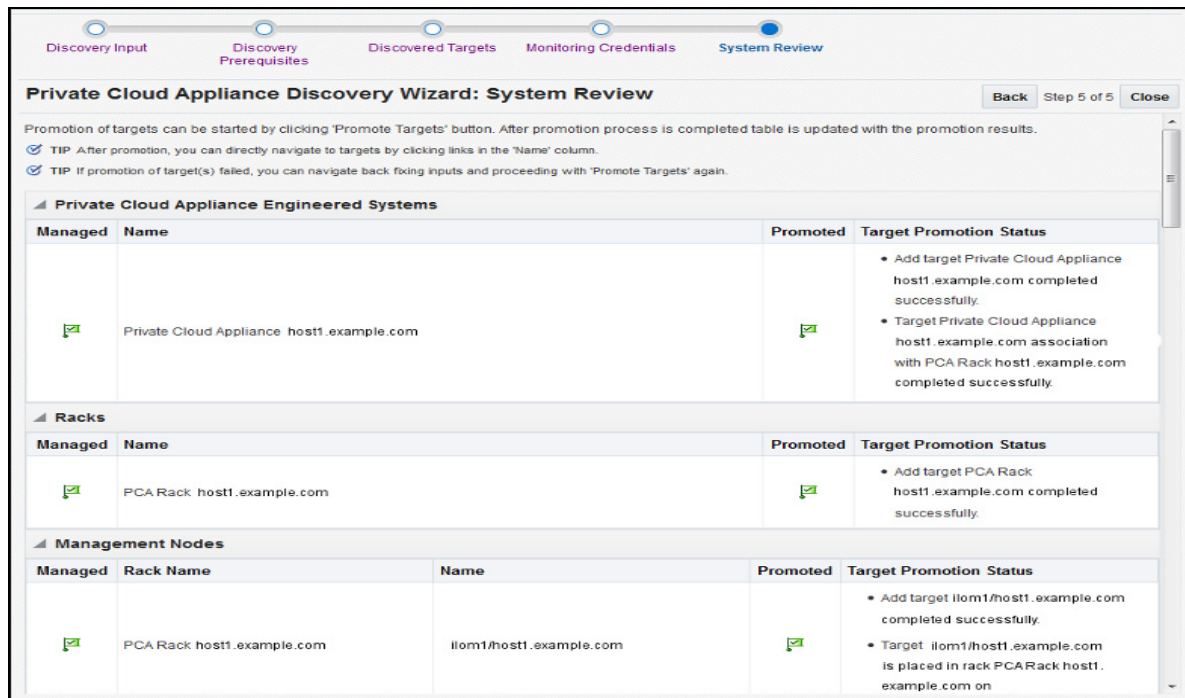 Discovery Input
Discovery
Prerequisites
Discovered Targets
Monitoring Credentials
System Review
Private Cloud Appliance Discovery Wizard: System Review
Back Step 5 of 5 Close
Promotion of targets can be started by clicking 'Promote Targets' button. After promotion process is completed table is updated with the promotion results.
TIP After promotion, you can directly navigate to targets by clicking links in the 'Name' column.
TIP If promotion of target(s) failed, you can navigate back fixing inputs and proceeding with 'Promote Targets' again.
Private Cloud Appliance Engineered Systems
Managed Name Promoted Target Promotion Status
Private Cloud Appliance host1.example.com
• Add target Private Cloud Appliance
host1.example.com completed
successfully.
• Target Private Cloud Appliance
host1.example.com association
with PCA Rack host1.example.com
completed successfully.
Racks
Managed Name Promoted Target Promotion Status
PCA Rack host1.example.com
• Add target PCA Rack
host1.example.com completed
successfully.
Management Nodes
Managed Rack Name Name Promoted Target Promotion Status
PCA Rack host1.example.com ilom1/host1.example.com
• Add target ilom1/host1.example.com
completed successfully.
• Target ilom1/host1.example.com
is placed in rack PCA Rack host1.
example.com on